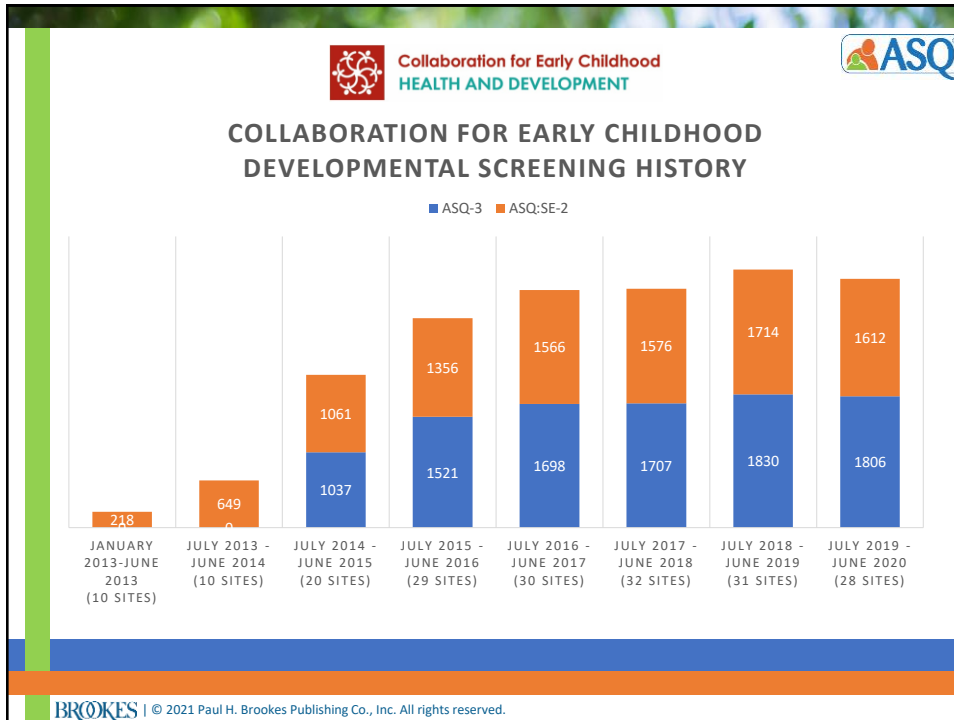 Collaboration for Early Childhood
HEALTH AND DEVELOPMENT
ASQ
COLLABORATION FOR EARLY CHILDHOOD
DEVELOPMENTAL SCREENING HISTORY
ASQ-3 ASQ:SE-2
218 649 1061 1356 1566 1576 1714 1612
0 0 1037 1521 1698 1707 1830 1806
JANUARY 2013-JUNE 2013 (10 SITES)
JULY 2013 - JUNE 2014 (10 SITES)
JULY 2014 - JUNE 2015 (20 SITES)
JULY 2015 - JUNE 2016 (29 SITES)
JULY 2016 - JUNE 2017 (30 SITES)
JULY 2017 - JUNE 2018 (32 SITES)
JULY 2018 - JUNE 2019 (31 SITES)
JULY 2019 - JUNE 2020 (28 SITES)
BROOKES | © 2021 Paul H. Brookes Publishing Co., Inc. All rights reserved.